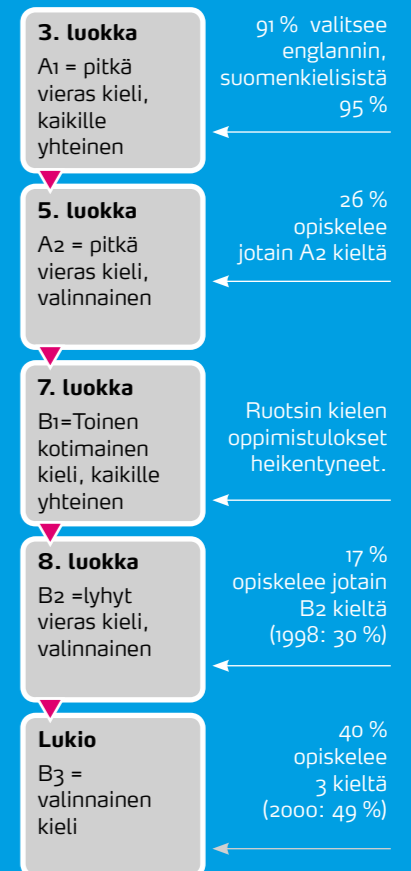 3. luokka
A1 = pitkä
vieras kieli,
kaikille
yhteinen
91 % valitsee
englannin,
suomenkielisistä
95 %
5. luokka
A2 = pitkä
vieras kieli,
valinnainen
26 %
opiskelee
jotain A2 kieltä
7. luokka
B1=Toinen
kotimainen
kieli, kaikille
yhteinen
Ruotsin kielen
oppimistulokset
heikentyneet.
8. luokka
B2 =lyhyt
vieras kieli,
valinnainen
17 %
opiskelee jotain
B2 kieltä
(1998: 30 %)
Lukio
B3 =
valinnainen
kieli
40 %
opiskelee
3 kieltä
(2000: 49 %)